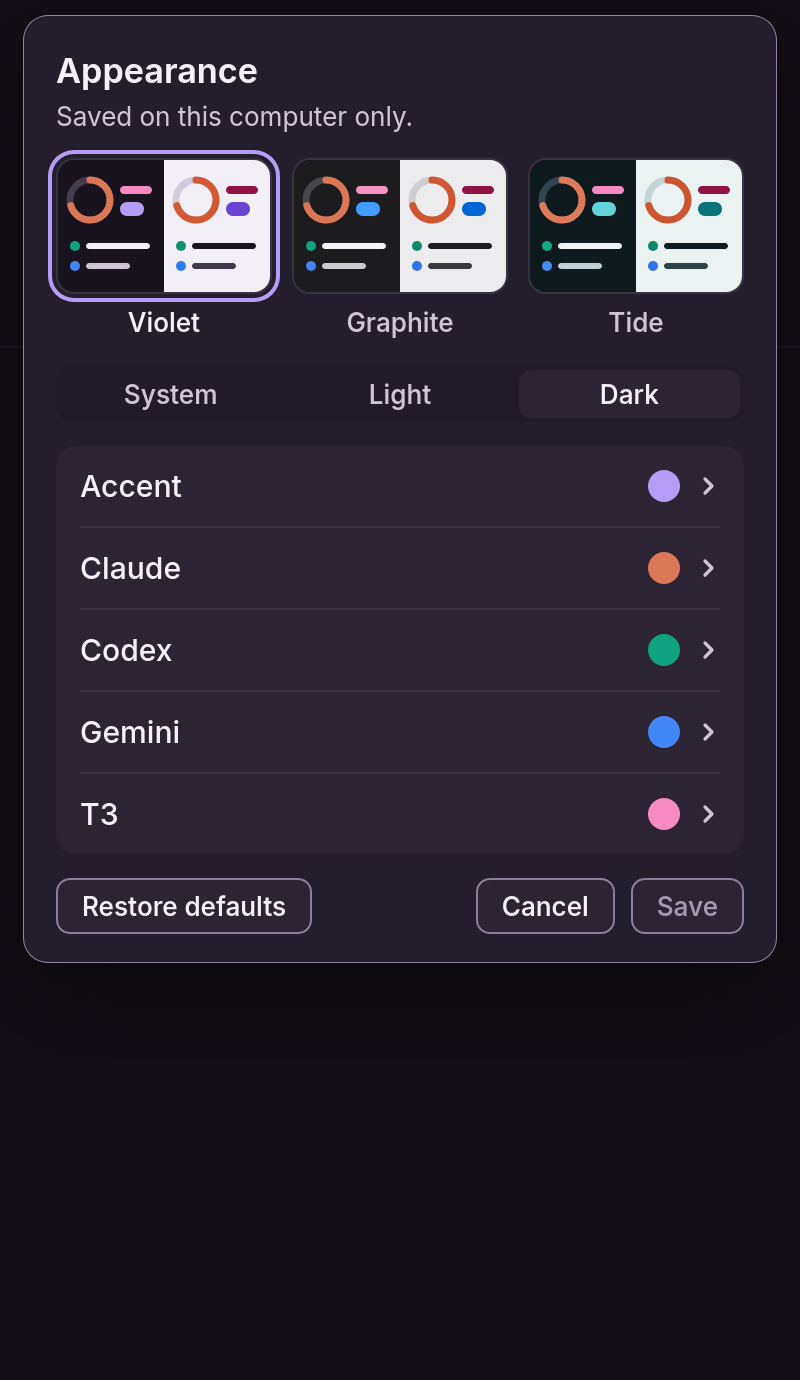 Appearance
Saved on this computer only.
Violet
Graphite
Tide
System
Light
Dark
Accent
Claude
Codex
Gemini
T3
Restore defaults
Cancel
Save